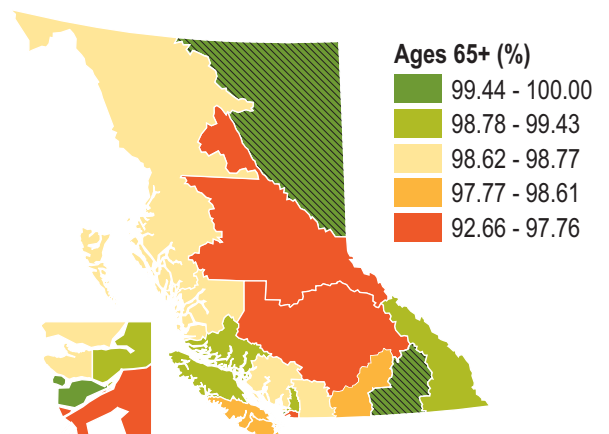 Ages 65+ (%)
99.44 - 100.00
98.78 - 99.43
98.62 - 98.77
97.77 - 98.61
92.66 - 97.76